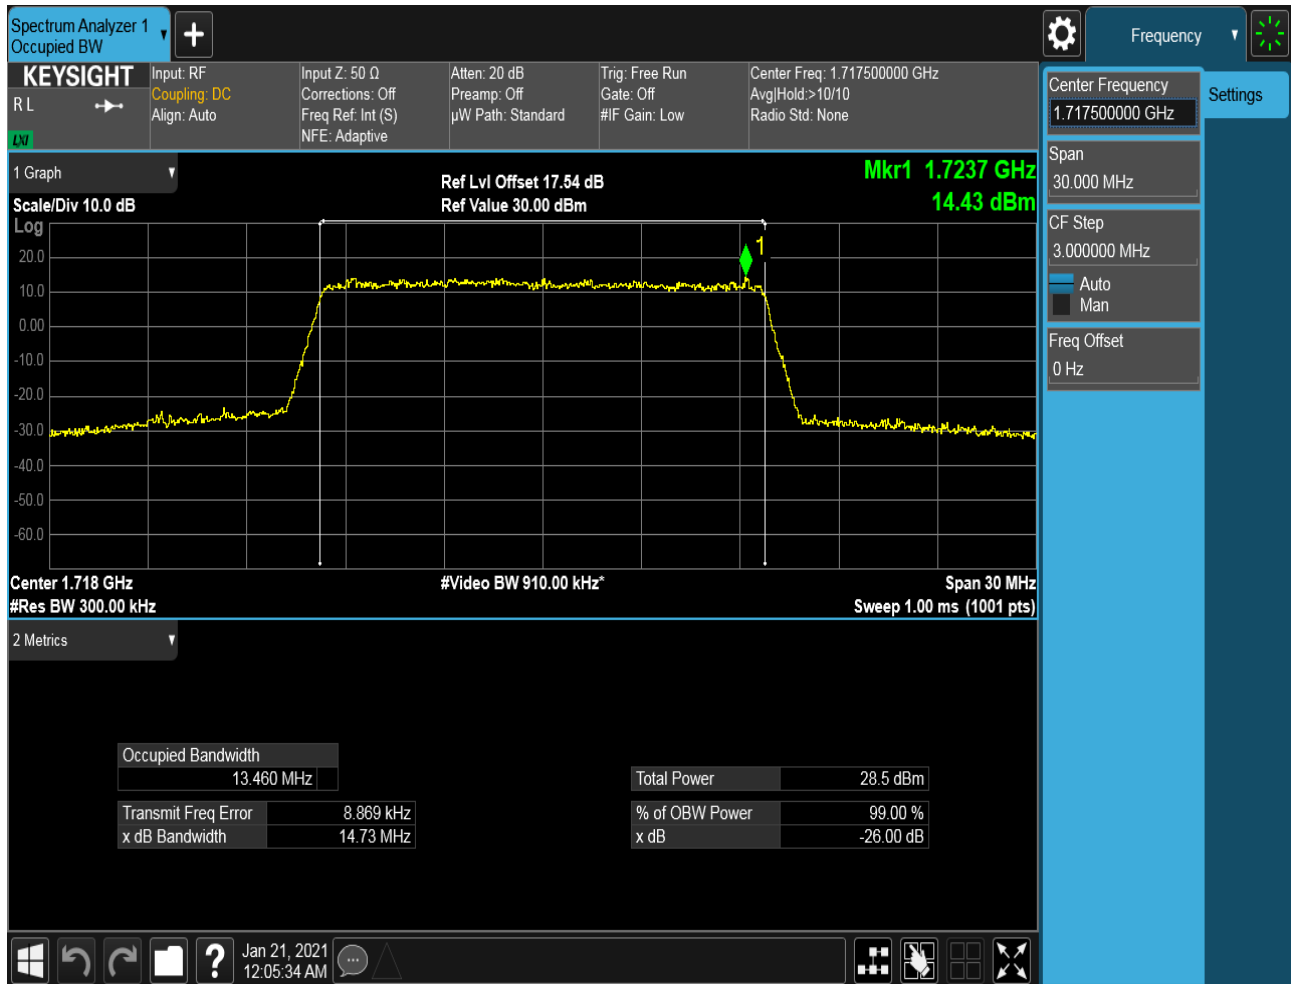 Spectrum Analyzer 1
Occupied BW
Frequency
KEYSIGHT
R L
LXI
Input: RF
Coupling: DC
Align: Auto
Input Z: 50 Ω
Corrections: Off
Freq Ref: Int (S)
NFE: Adaptive
Atten: 20 dB
Preamp: Off
µW Path: Standard
Trig: Free Run
Gate: Off
#IF Gain: Low
Center Freq: 1.717500000 GHz
Avg|Hold:>10/10
Radio Std: None
Center Frequency
1.717500000 GHz
Settings
Span
30.000 MHz
CF Step
3.000000 MHz
Auto
Man
Freq Offset
0 Hz
1 Graph
Scale/Div 10.0 dB
Ref Lvl Offset 17.54 dB
Ref Value 30.00 dBm
Mkr1 1.7237 GHz
14.43 dBm
Log
1
20.0
10.0
0.00
-10.0
-20.0
-30.0
-40.0
-50.0
-60.0
Center 1.718 GHz
#Res BW 300.00 kHz
#Video BW 910.00 kHz*
Span 30 MHz
Sweep 1.00 ms (1001 pts)
2 Metrics
Occupied Bandwidth
13.460 MHz
Transmit Freq Error 8.869 kHz
x dB Bandwidth 14.73 MHz
Total Power 28.5 dBm
% of OBW Power 99.00 %
x dB -26.00 dB
?
Jan 21, 2021
12:05:34 AM